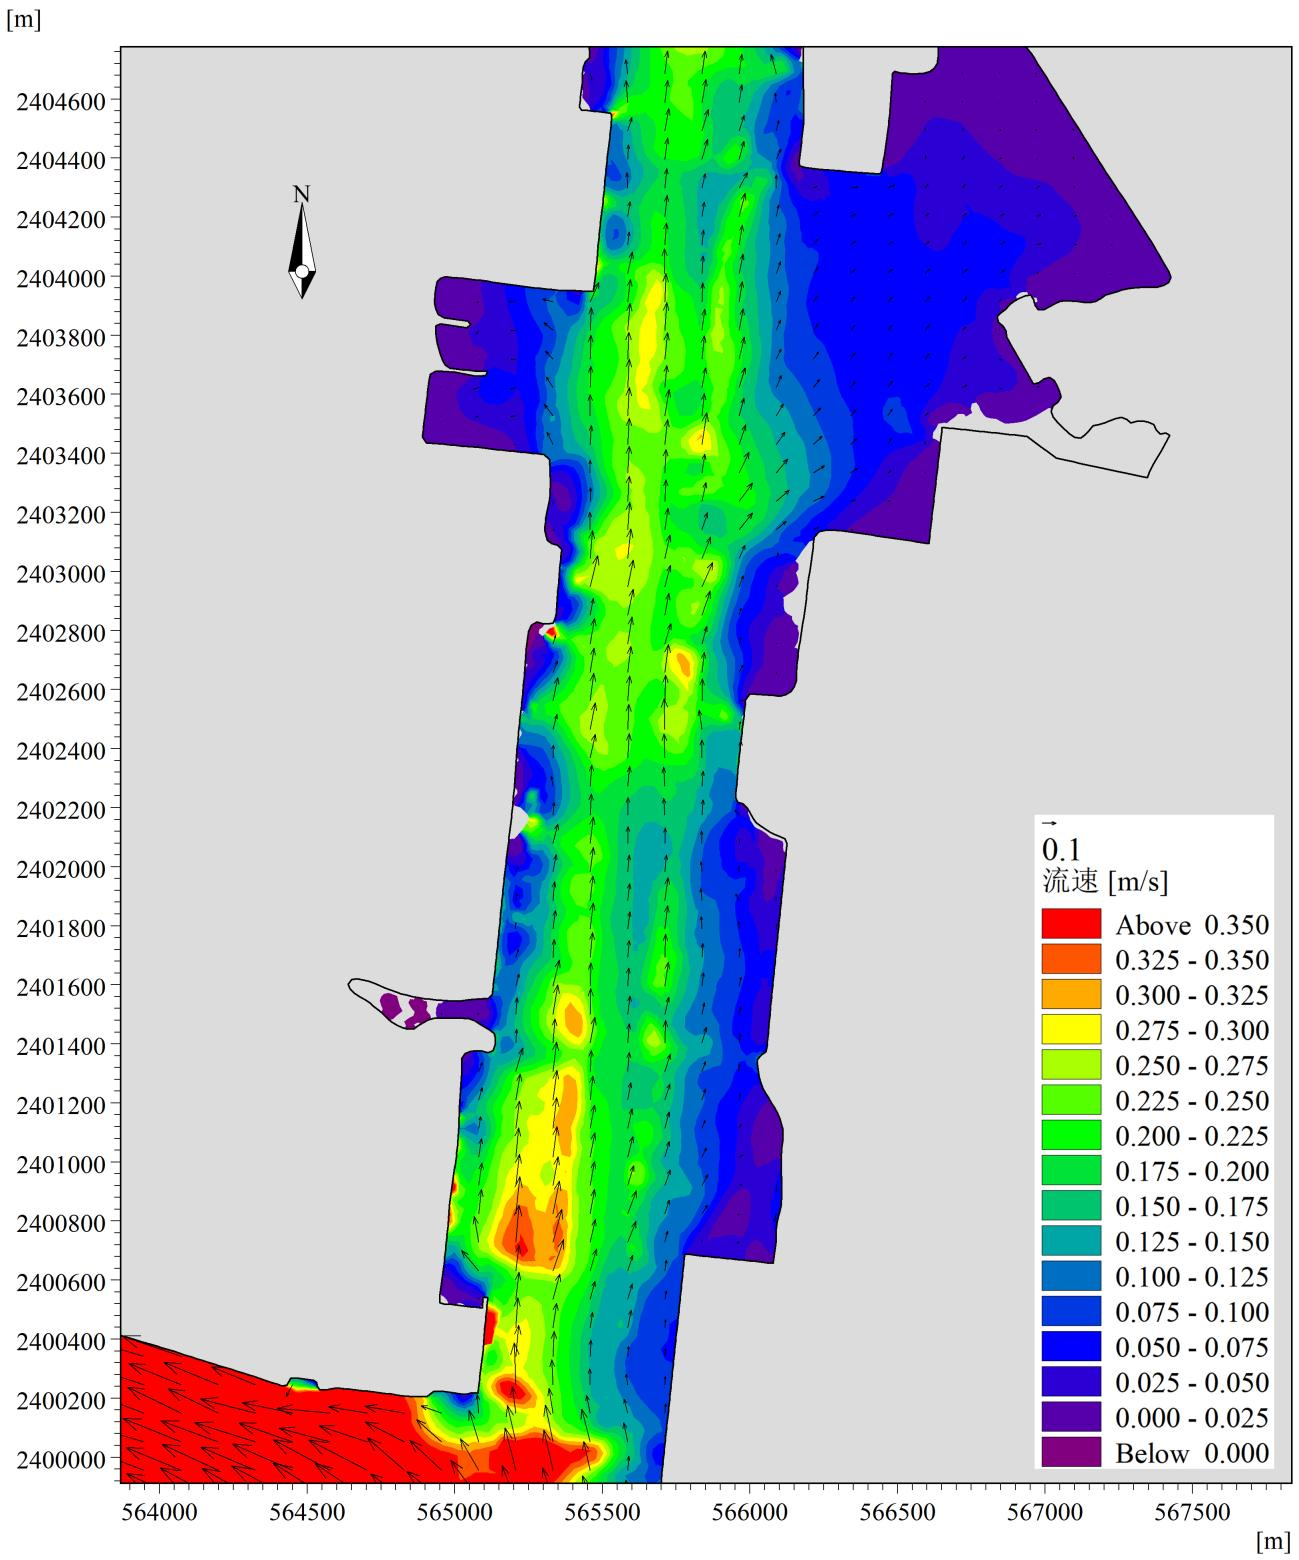 [m]
2404600
2404400
2404200
2404000
2403800
2403600
2403400
2403200
2403000
2402800
2402600
2402400
2402200
2402000
2401800
2401600
2401400
2401200
2401000
2400800
2400600
2400400
2400200
2400000
N
0.1
流速 [m/s]
Above 0.350
0.325 - 0.350
0.300 - 0.325
0.275 - 0.300
0.250 - 0.275
0.225 - 0.250
0.200 - 0.225
0.175 - 0.200
0.150 - 0.175
0.125 - 0.150
0.100 - 0.125
0.075 - 0.100
0.050 - 0.075
0.025 - 0.050
0.000 - 0.025
Below 0.000
564000 564500 565000 565500 566000 566500 567000 567500
[m]